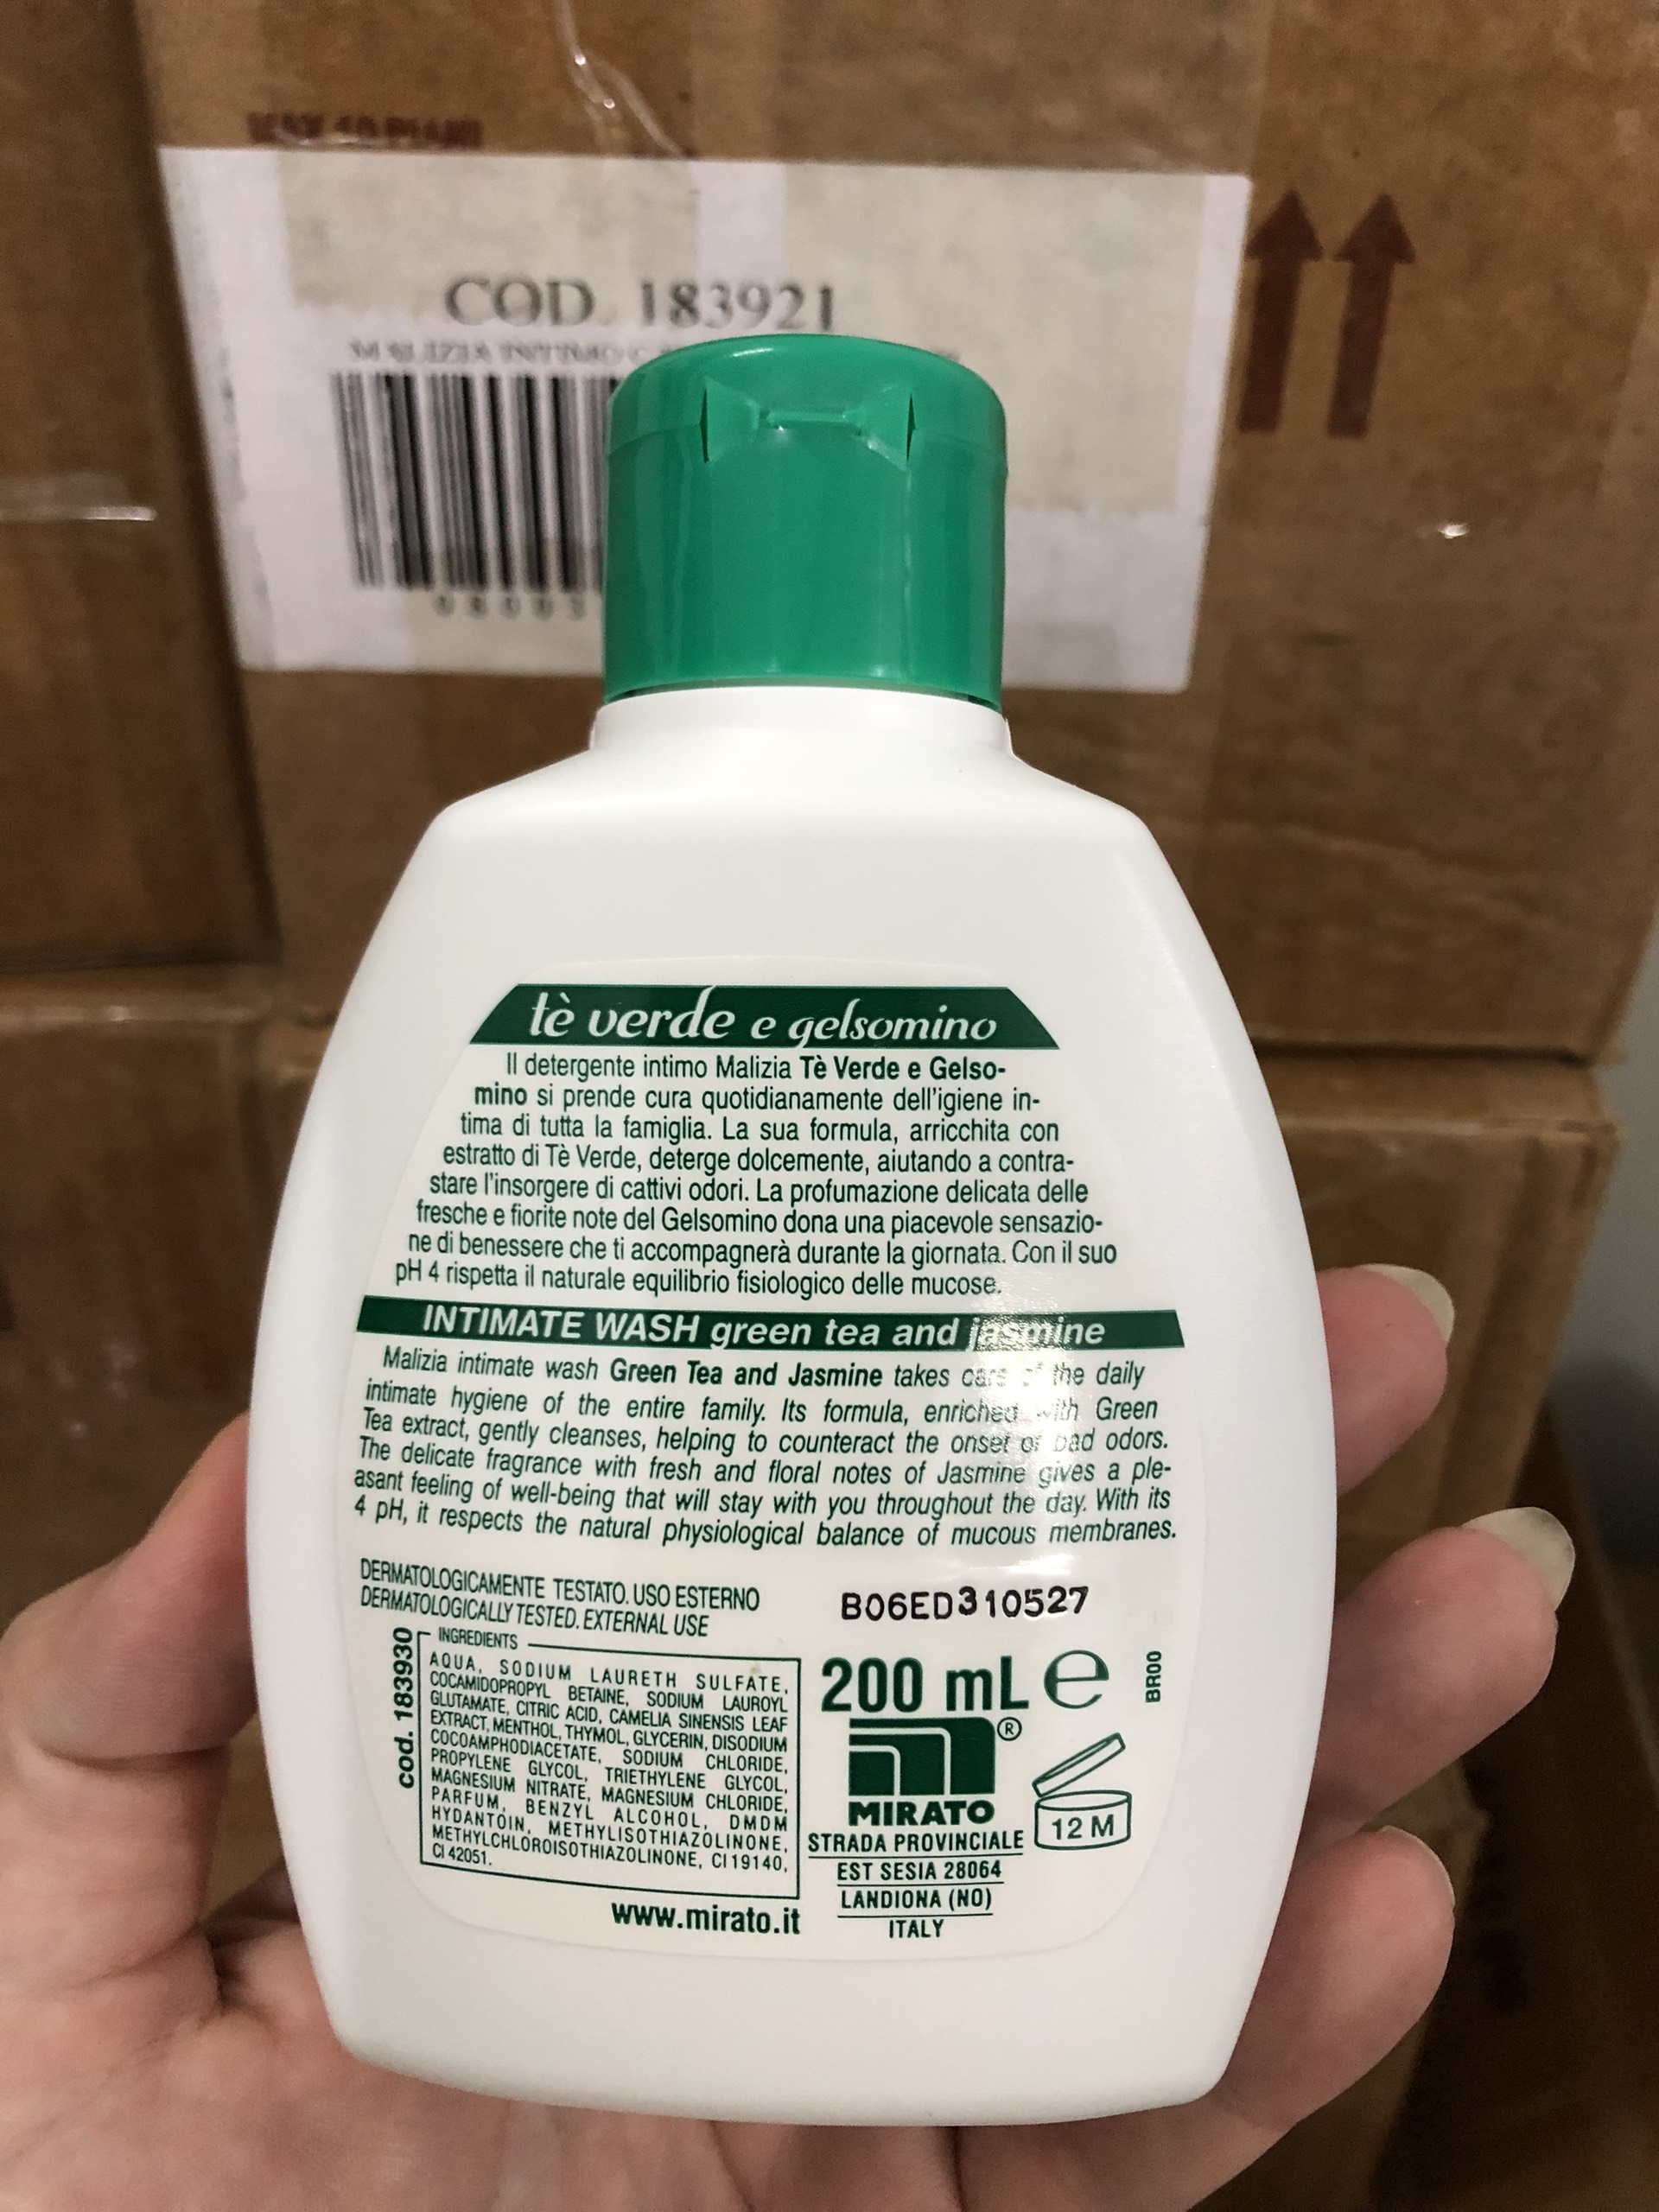 MAX 10 PIANI
COD. 183921
MALIZIA INTIMO
08003
tè verde e gelsomino
Il detergente intimo Malizia Tè Verde e Gelso-
mino si prende cura quotidianamente dell'igiene in-
tima di tutta la famiglia. La sua formula, arricchita con
estratto di Tè Verde, deterge dolcemente, aiutando a contra-
stare l'insorgere di cattivi odori. La profumazione delicata delle
fresche e fiorite note del Gelsomino dona una piacevole sensazio-
ne di benessere che ti accompagnerà durante la giornata. Con il suo
pH 4 rispetta il naturale equilibrio fisiologico delle mucose.
INTIMATE WASH green tea and jasmine
Malizia intimate wash Green Tea and Jasmine takes care of the daily
intimate hygiene of the entire family. Its formula, enriched with Green
Tea extract, gently cleanses, helping to counteract the onset of bad odors.
The delicate fragrance with fresh and floral notes of Jasmine gives a ple-
asant feeling of well-being that will stay with you throughout the day. With its
4 pH, it respects the natural physiological balance of mucous membranes.
DERMATOLOGICAMENTE TESTATO. USO ESTERNO
DERMATOLOGICALLY TESTED. EXTERNAL USE
B06ED310527
cod. 183930
INGREDIENTS
AQUA, SODIUM LAURETH SULFATE,
COCAMIDOPROPYL BETAINE, SODIUM LAUROYL
GLUTAMATE, CITRIC ACID, CAMELIA SINENSIS LEAF
EXTRACT, MENTHOL, THYMOL, GLYCERIN, DISODIUM
COCOAMPHODIACETATE, SODIUM CHLORIDE,
PROPYLENE GLYCOL, TRIETHYLENE GLYCOL,
MAGNESIUM NITRATE, MAGNESIUM CHLORIDE,
PARFUM, BENZYL ALCOHOL, DMDM
HYDANTOIN, METHYLISOTHIAZOLINONE,
METHYLCHLOROISOTHIAZOLINONE, CI 19140,
CI 42051.
www.mirato.it
200 mL e
BR00
®
MIRATO
12 M
STRADA PROVINCIALE
EST SESIA 28064
LANDIONA (NO)
ITALY